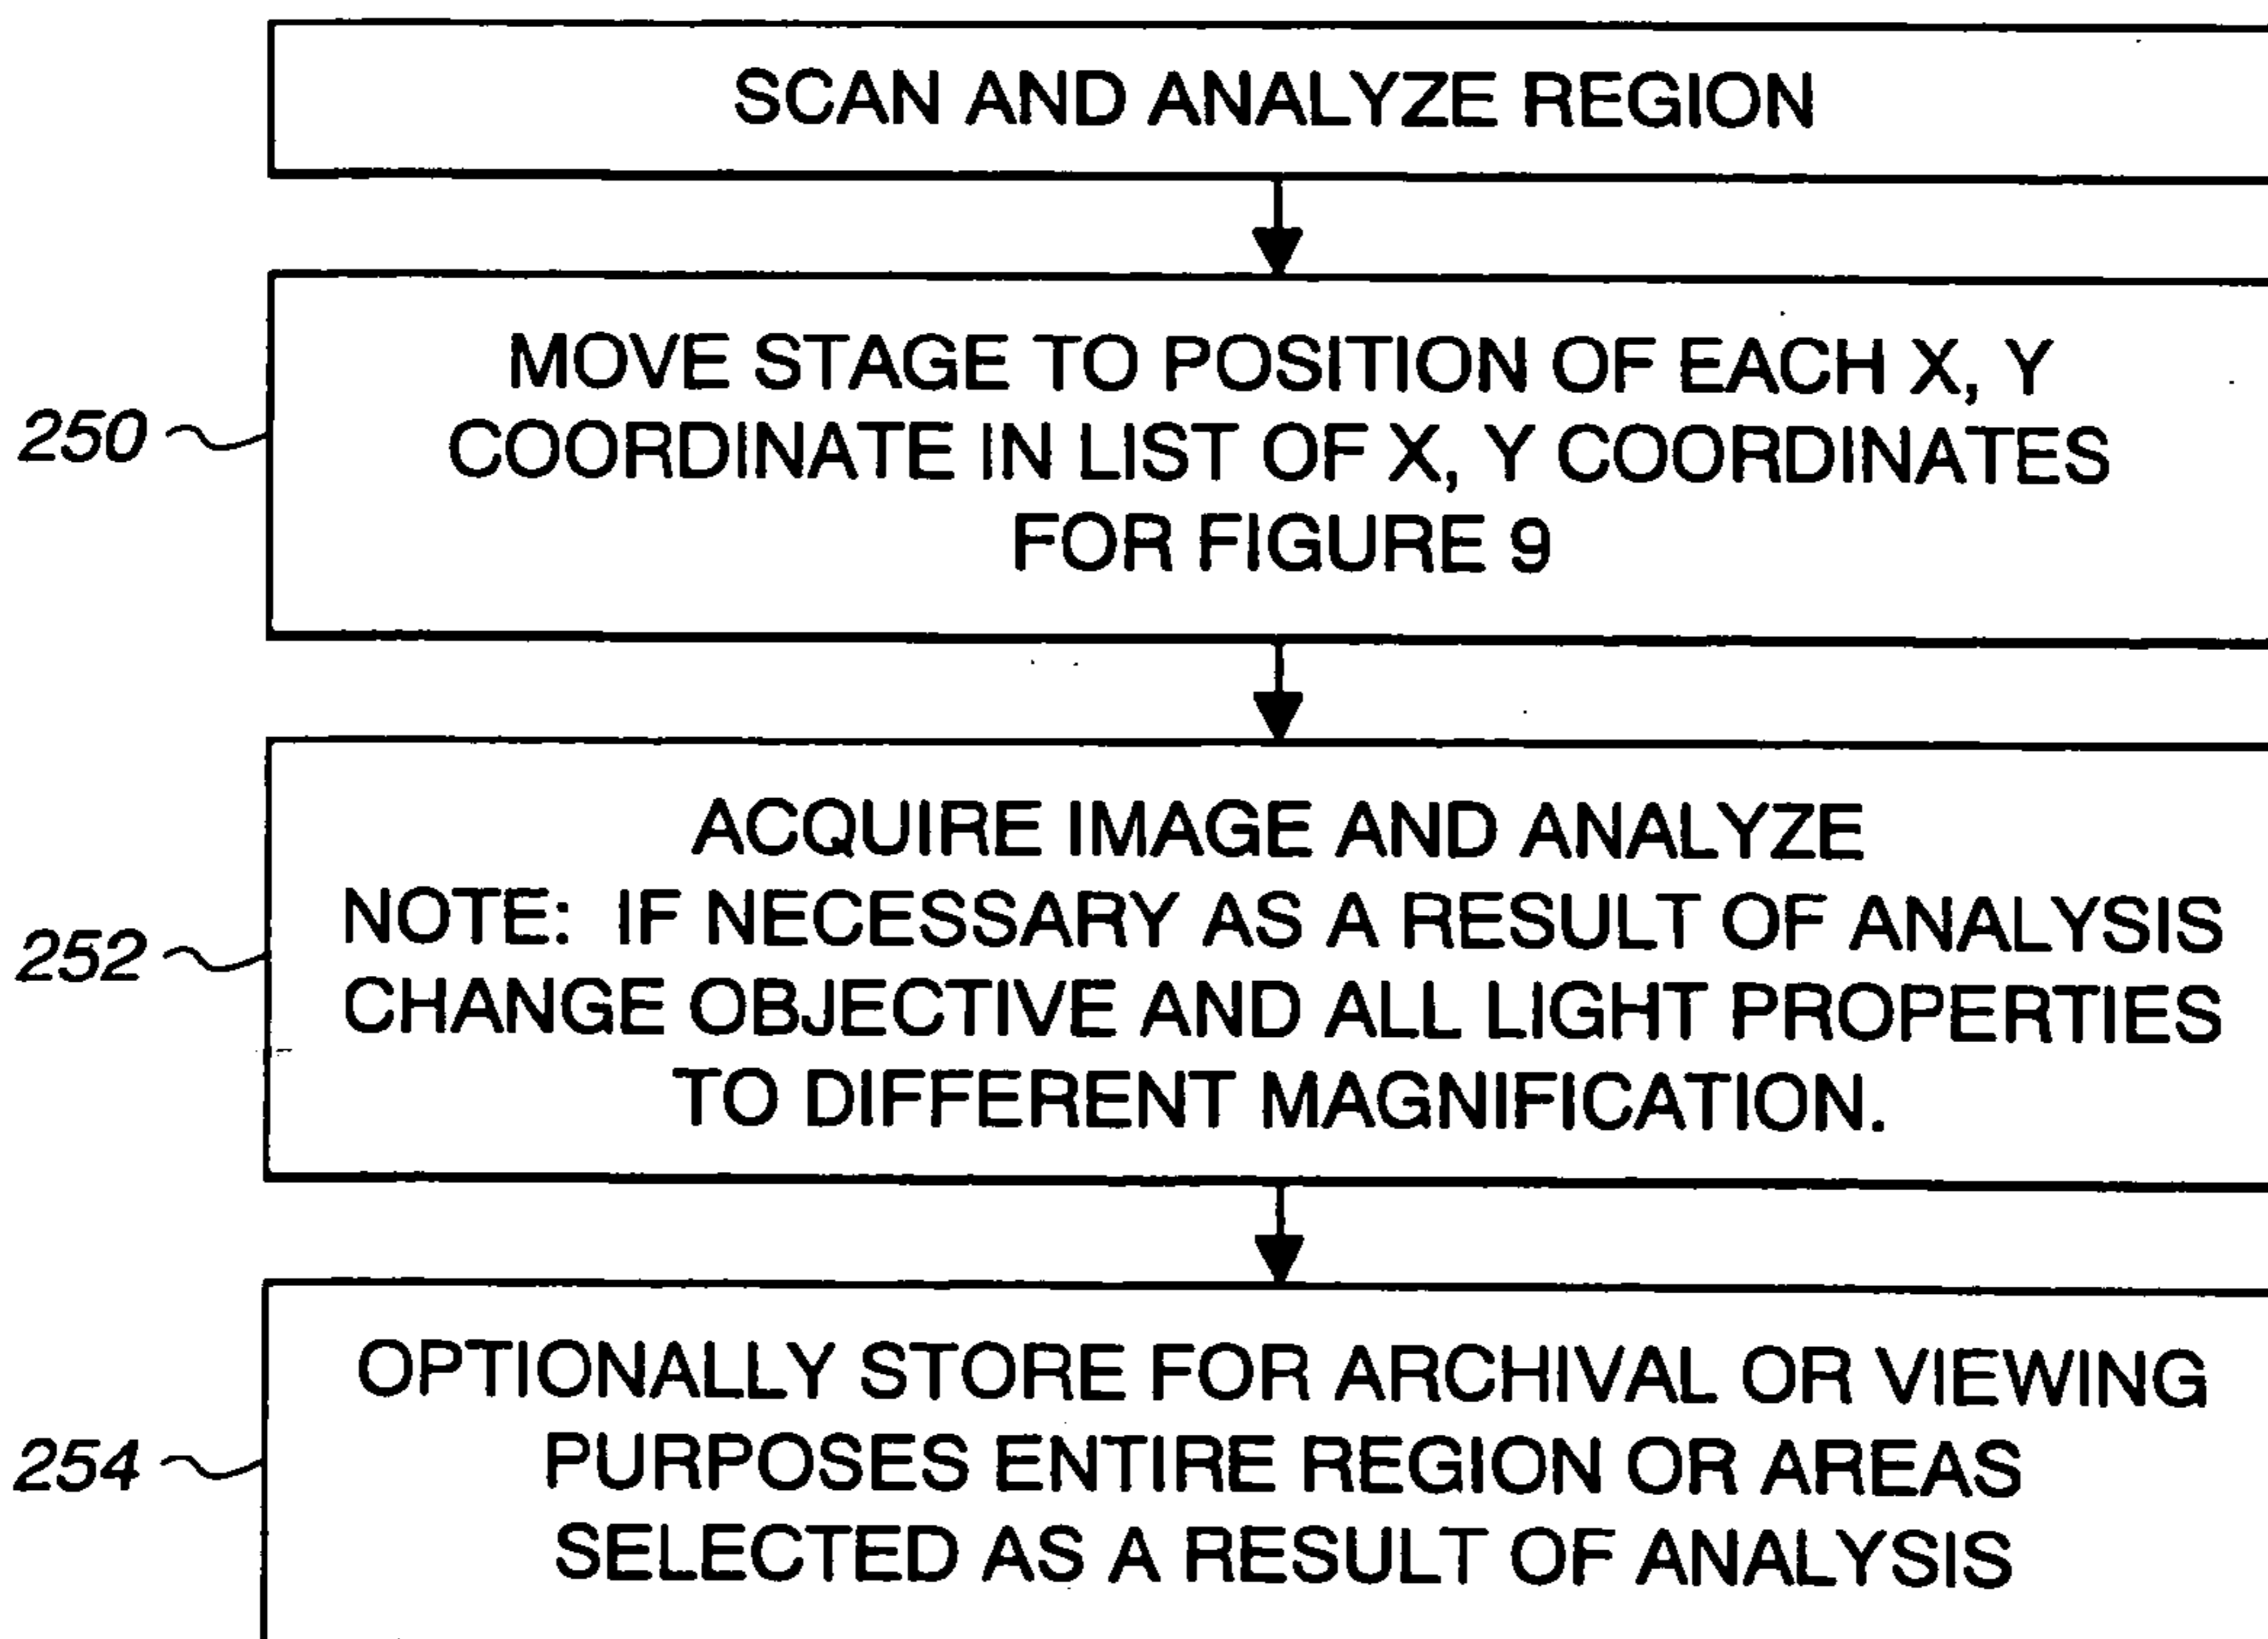 SCAN AND ANALYZE REGION
250
MOVE STAGE TO POSITION OF EACH X, Y
COORDINATE IN LIST OF X, Y COORDINATES
FOR FIGURE 9
252
ACQUIRE IMAGE AND ANALYZE
NOTE: IF NECESSARY AS A RESULT OF ANALYSIS
CHANGE OBJECTIVE AND ALL LIGHT PROPERTIES
TO DIFFERENT MAGNIFICATION.
254
OPTIONALLY STORE FOR ARCHIVAL OR VIEWING
PURPOSES ENTIRE REGION OR AREAS
SELECTED AS A RESULT OF ANALYSIS